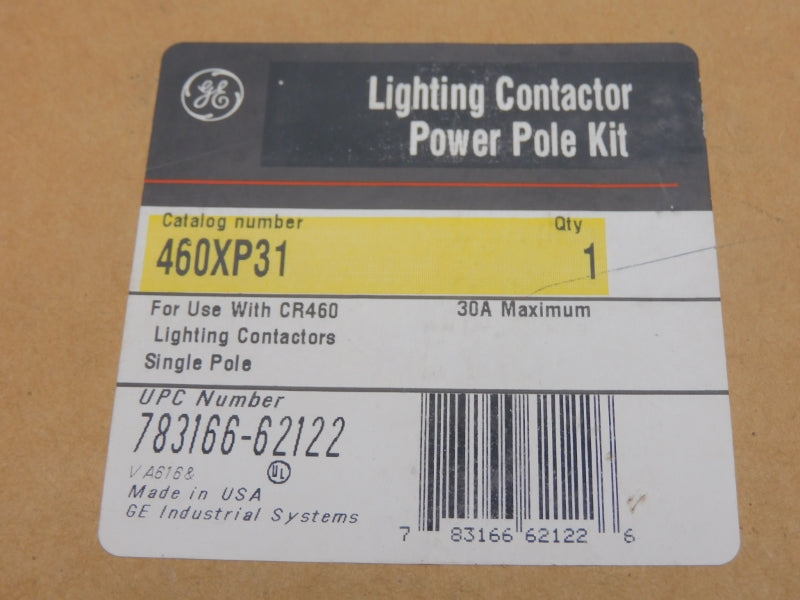 GE
Lighting Contactor
Power Pole Kit
Catalog number Qty
460XP31 1
For Use With CR460 30A Maximum
Lighting Contactors
Single Pole
UPC Number
783166-62122
UL
Made in USA
GE Industrial Systems
7 83166 62122 6